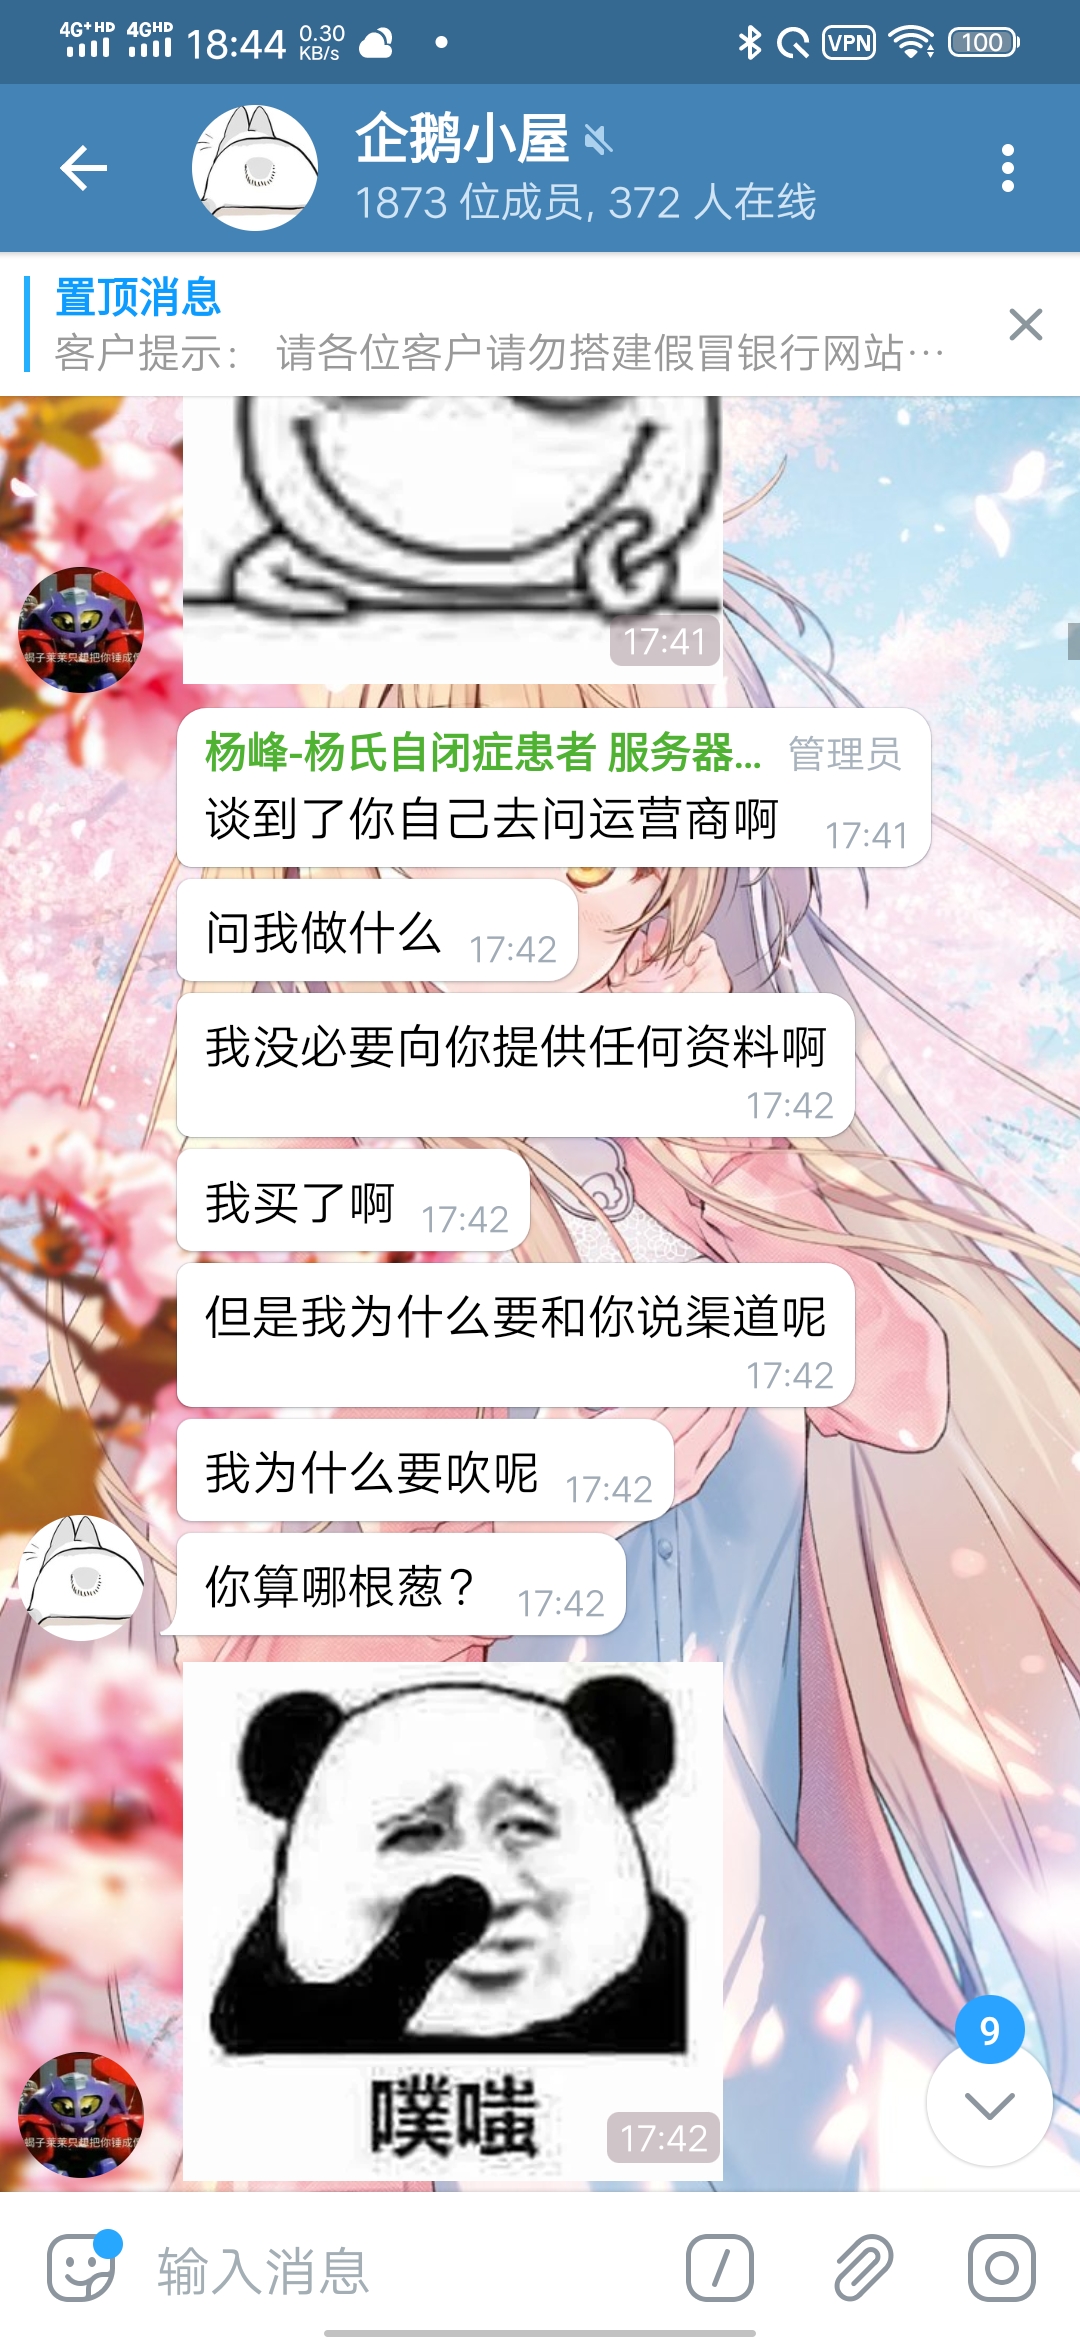 4G+HD 4GHD 18:44 0.30 KB/s VPN 100
企鹅小屋
1873 位成员, 372 人在线
置顶消息
客户提示： 请各位客户请勿搭建假冒银行网站…
17:41
杨峰-杨氏自闭症患者 服务器... 管理员
谈到了你自己去问运营商啊 17:41
问我做什么 17:42
我没必要向你提供任何资料啊
17:42
我买了啊 17:42
但是我为什么要和你说渠道呢
17:42
我为什么要吹呢 17:42
你算哪根葱? 17:42
噗嗤
17:42
9
输入消息